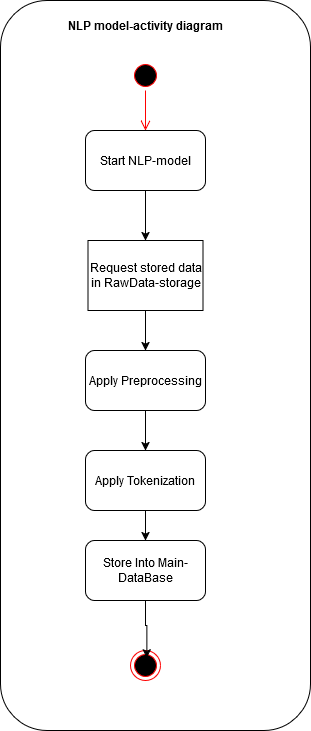 NLP model-activity diagram
Start NLP-model
Request stored data
in RawData-storage
Apply Preprocessing
Apply Tokenization
Store Into Main-
DataBase